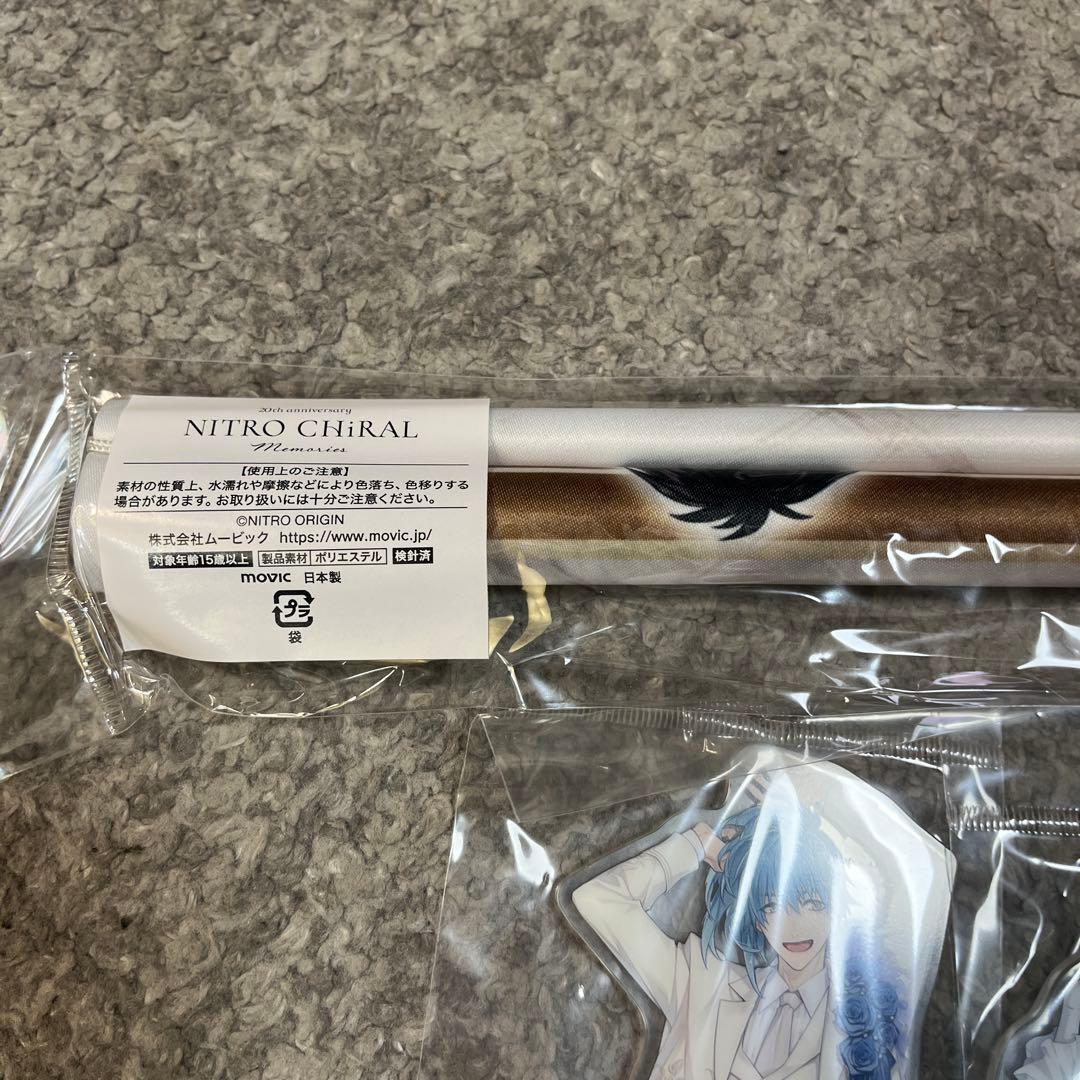 20th anniversary
NITRO CHiRAL
Memories
【使用上のご注意】
素材の性質上、水濡れや摩擦などにより色落ち、色移りする
場合があります。お取り扱いには十分ご注意ください。
©NITRO ORIGIN
株式会社ムービック https://www.movic.jp/
対象年齢15歳以上 製品素材 ポリエステル 検針済
movic 日本製
プラ
袋